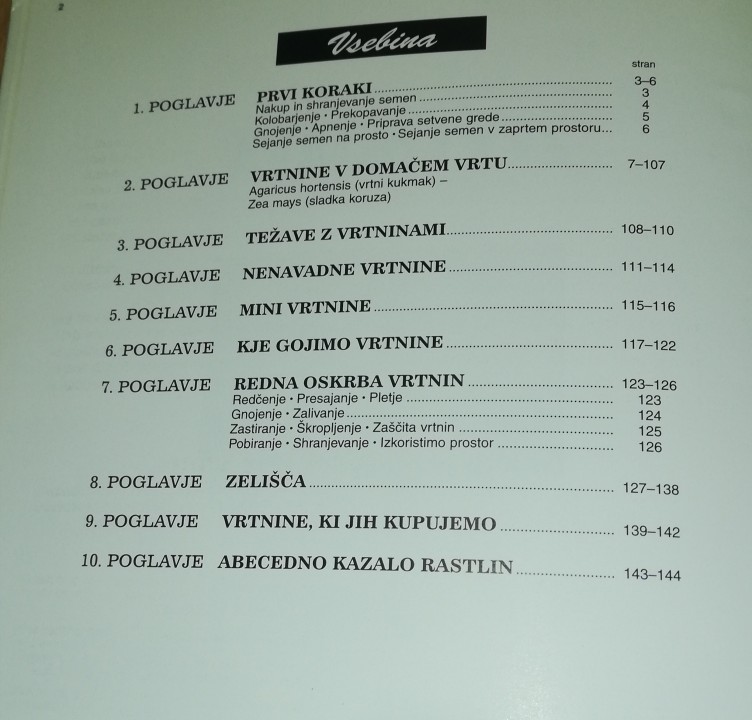 2
Vsebina
stran
1. POGLAVJE PRVI KORAKI 3–6
Nakup in shranjevanje semen 3
Kolobarjenje · Prekopavanje 4
Gnojenje · Apnenje · Priprava setvene grede 5
Sejanje semen na prosto · Sejanje semen v zaprtem prostoru... 6
2. POGLAVJE VRTNINE V DOMAČEM VRTU 7–107
Agaricus hortensis (vrtni kukmak) –
Zea mays (sladka koruza)
3. POGLAVJE TEŽAVE Z VRTNINAMI 108–110
4. POGLAVJE NENAVADNE VRTNINE 111–114
5. POGLAVJE MINI VRTNINE 115–116
6. POGLAVJE KJE GOJIMO VRTNINE 117–122
7. POGLAVJE REDNA OSKRBA VRTNIN 123–126
Redčenje · Presajanje · Pletje 123
Gnojenje · Zalivanje 124
Zastiranje · Škropljenje · Zaščita vrtnin 125
Pobiranje · Shranjevanje · Izkoristimo prostor 126
8. POGLAVJE ZELIŠČA 127–138
9. POGLAVJE VRTNINE, KI JIH KUPUJEMO 139–142
10. POGLAVJE ABECEDNO KAZALO RASTLIN 143–144